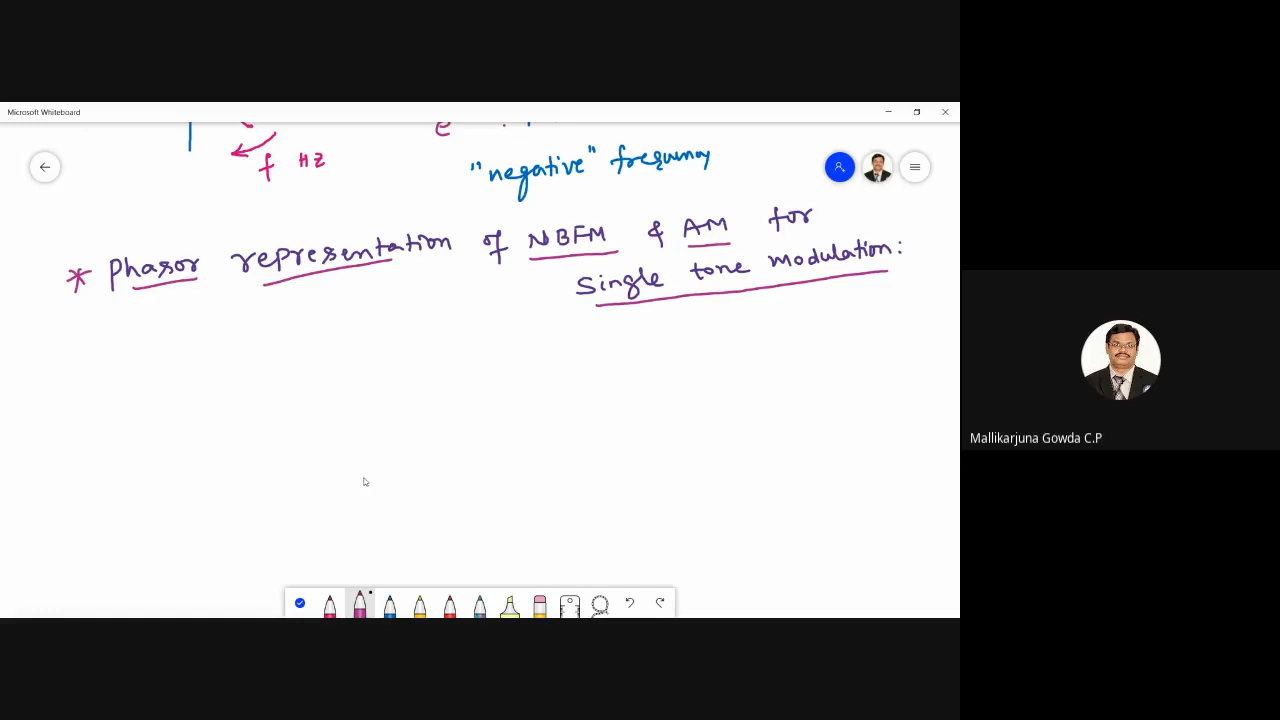 Microsoft Whiteboard
e
f HZ
"negative" frequency
* Phasor representation of NBFM & AM for
Single tone modulation:
Mallikarjuna Gowda C.P